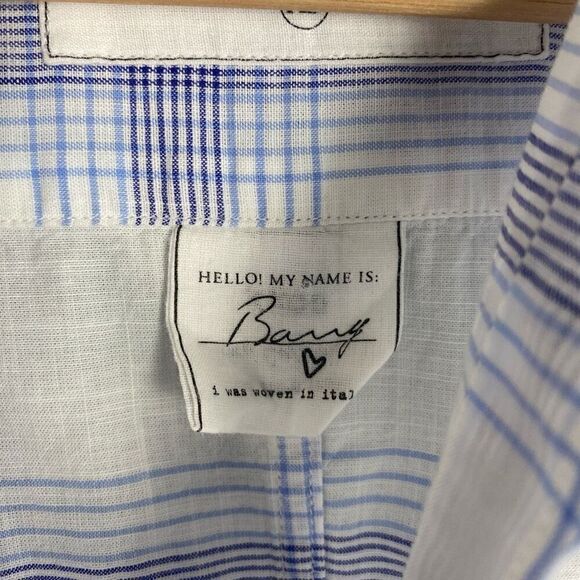 HELLO! MY NAME IS:
Barry
i was woven in ital